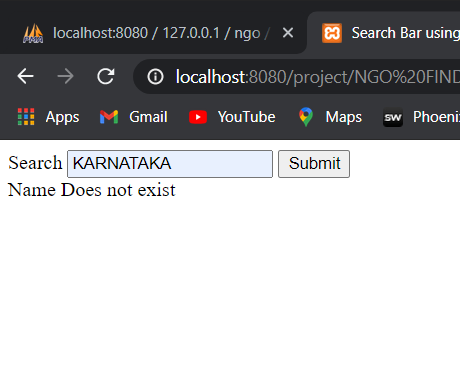 localhost:8080 / 127.0.0.1 / ngo /
Search Bar using
localhost:8080/project/NGO%20FIND
Apps Gmail YouTube Maps SW Phoeni
Search KARNATAKA Submit
Name Does not exist